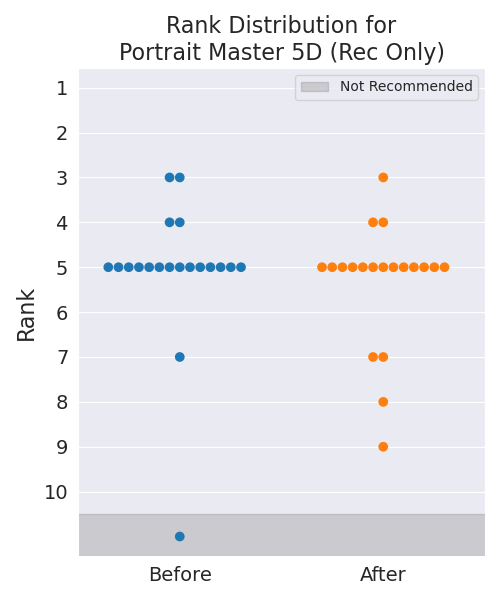 Rank Distribution for
Portrait Master 5D (Rec Only)
Not Recommended
Rank
1
2
3
4
5
6
7
8
9
10
Before
After